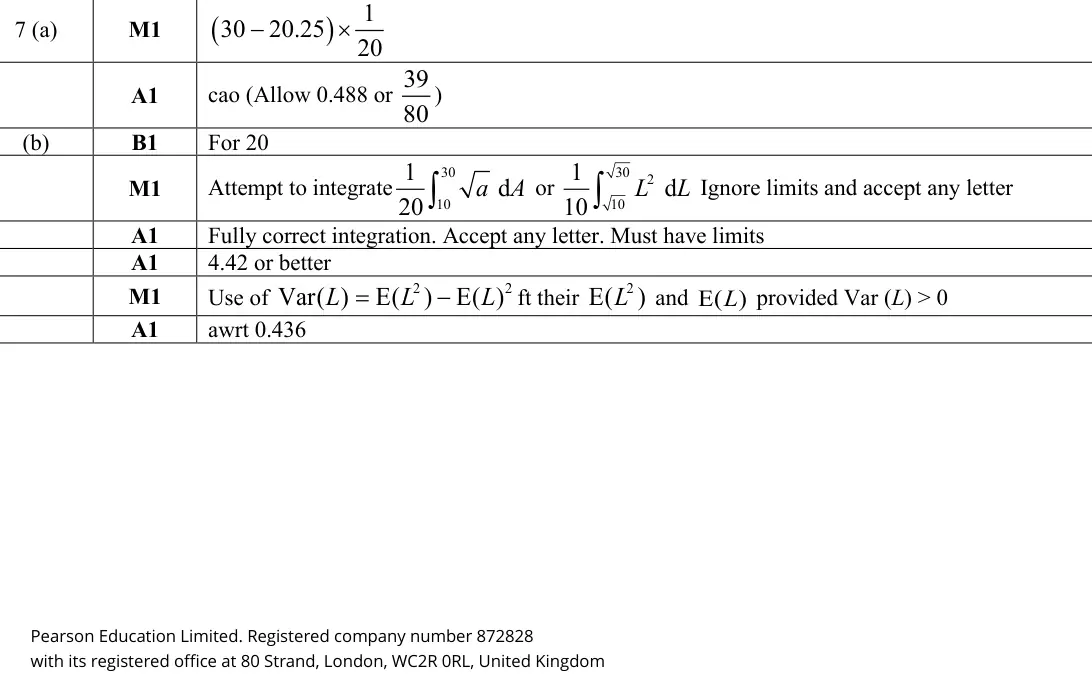 7 (a) M1 (30 – 20.25) × 1/20
A1 cao (Allow 0.488 or 39/80)
(b) B1 For 20
M1 Attempt to integrate 1/20 ∫₁₀³⁰ √a dA or 1/10 ∫_√10^√30 L² dL Ignore limits and accept any letter
A1 Fully correct integration. Accept any letter. Must have limits
A1 4.42 or better
M1 Use of Var(L) = E(L²) – E(L)² ft their E(L²) and E(L) provided Var (L) > 0
A1 awrt 0.436
Pearson Education Limited. Registered company number 872828
with its registered office at 80 Strand, London, WC2R 0RL, United Kingdom